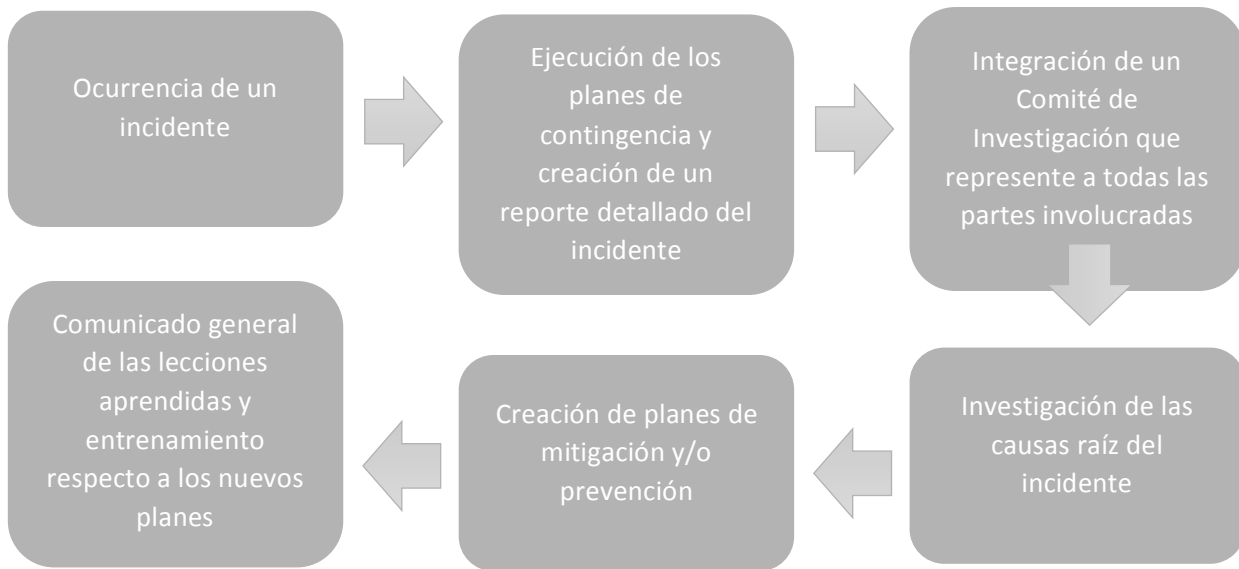 Ocurrencia de un
incidente
Ejecución de los
planes de
contingencia y
creación de un
reporte detallado del
incidente
Integración de un
Comité de
Investigación que
represente a todas las
partes involucradas
Investigación de las
causas raíz del
incidente
Creación de planes de
mitigación y/o
prevención
Comunicado general
de las lecciones
aprendidas y
entrenamiento
respecto a los nuevos
planes